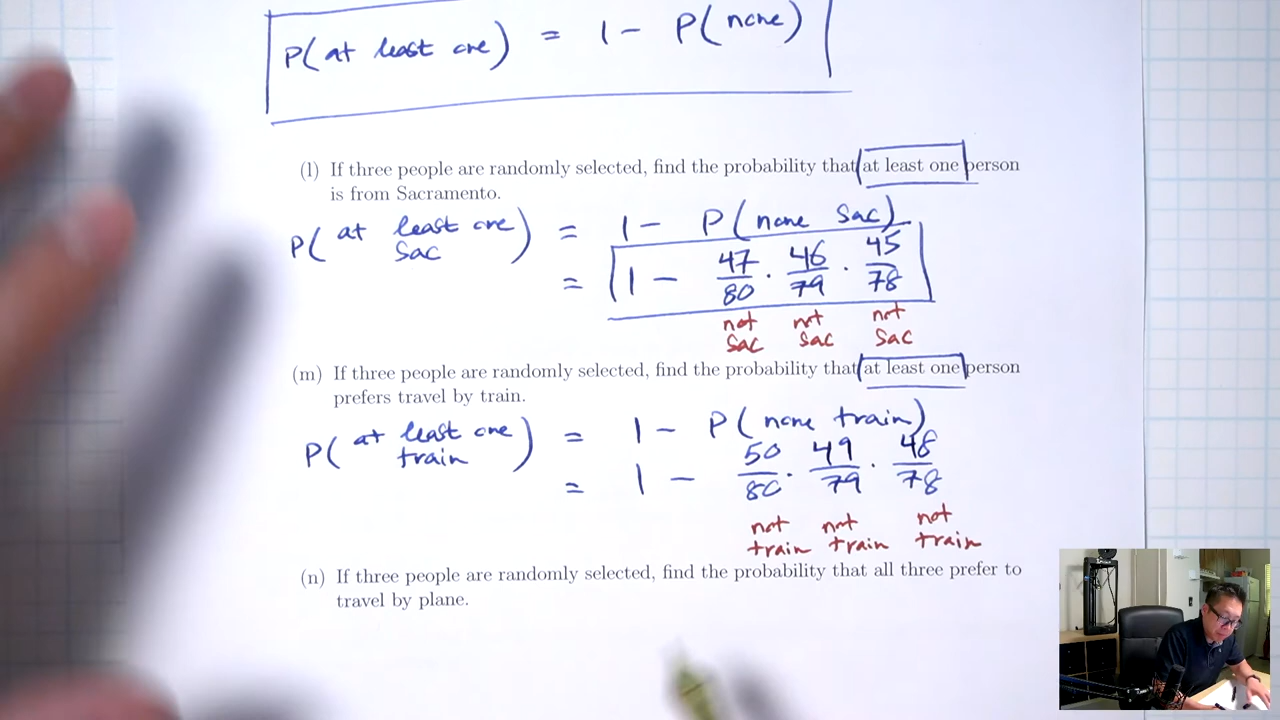 P(at least one) = 1 - P(none)
(l) If three people are randomly selected, find the probability that at least one person
is from Sacramento.
P(at least one Sac) = 1 - P(none Sac)
= 1 - 47/80 · 46/79 · 45/78
not Sac not Sac not Sac
(m) If three people are randomly selected, find the probability that at least one person
prefers travel by train.
P(at least one train) = 1 - P(none train)
= 1 - 50/80 · 49/79 · 48/78
not train not train not train
(n) If three people are randomly selected, find the probability that all three prefer to
travel by plane.